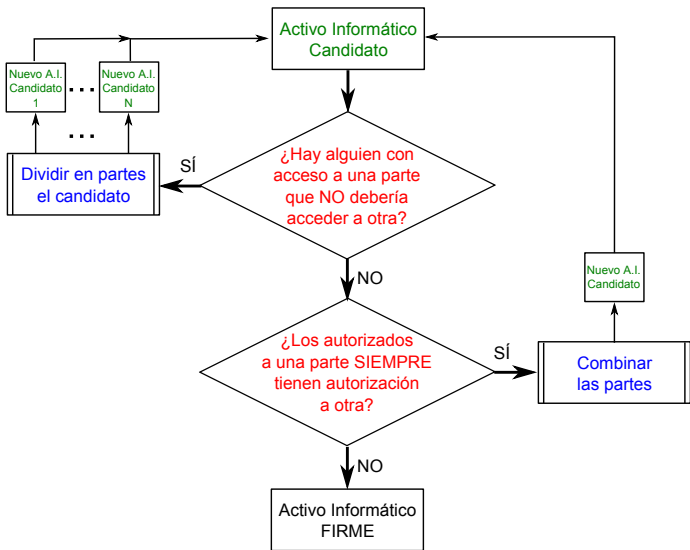 Activo Informático
Candidato
Nuevo A.I.
Candidato
1
...
Nuevo A.I.
Candidato
N
...
Dividir en partes
el candidato
SÍ
¿Hay alguien con
acceso a una parte
que NO debería
acceder a otra?
NO
¿Los autorizados
a una parte SIEMPRE
tienen autorización
a otra?
SÍ
Combinar
las partes
Nuevo A.I.
Candidato
NO
Activo Informático
FIRME